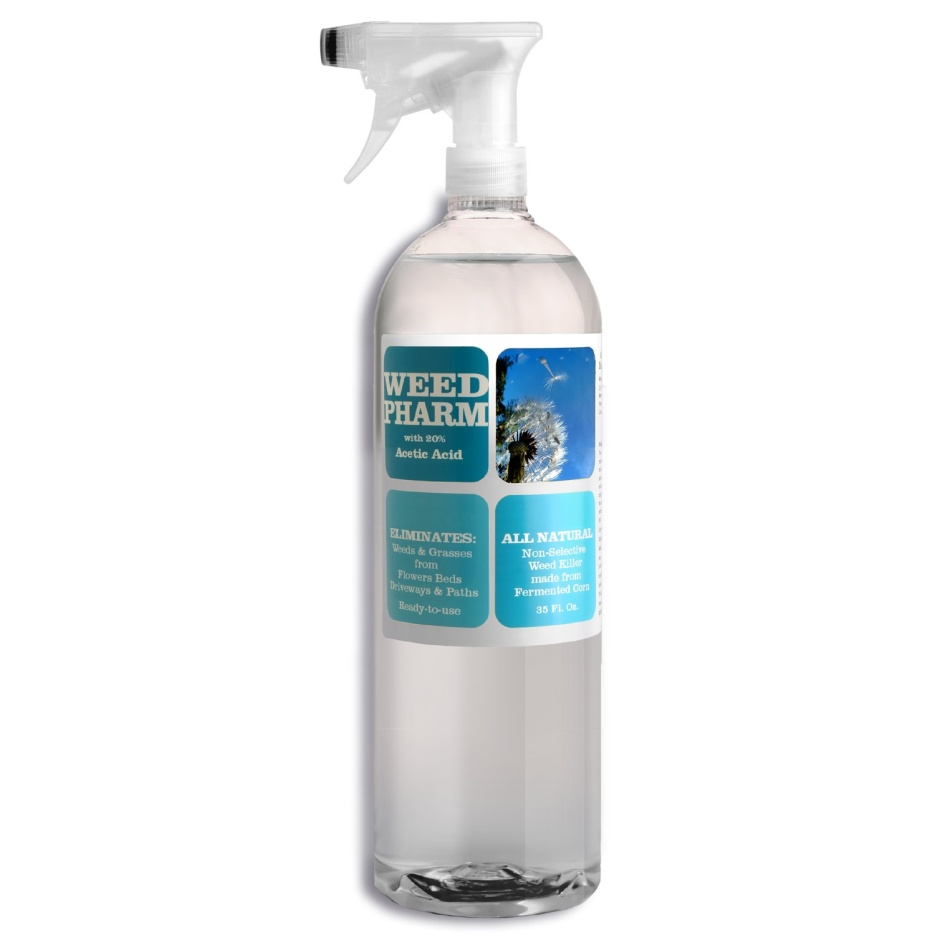 WEED
PHARM
with 20%
Acetic Acid
ELIMINATES:
Weeds & Grasses
from
Flowers Beds
Driveways & Paths
Ready-to-use
ALL NATURAL
Non-Selective
Weed Killer
made from
Fermented Corn
35 Fl. Oz.